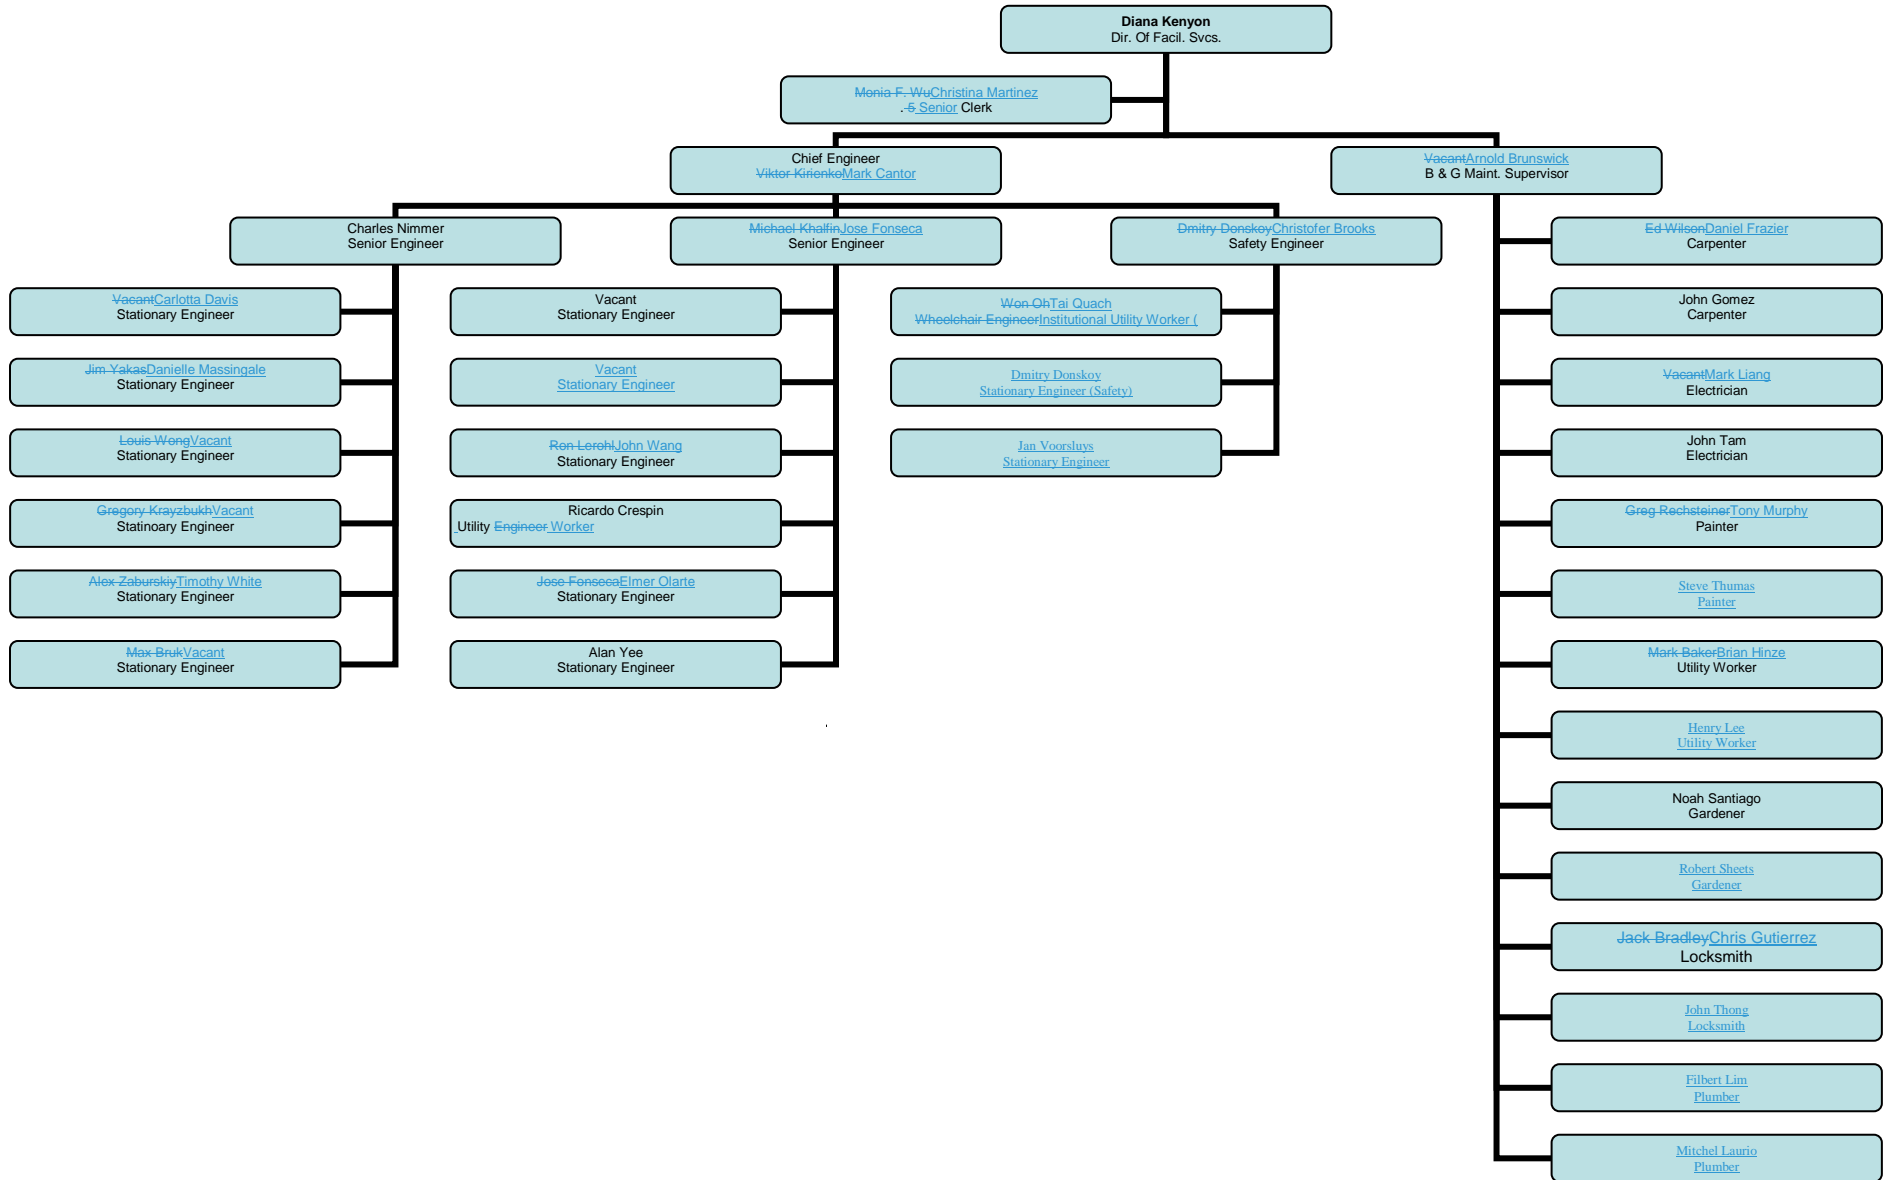 Diana Kenyon
Dir. Of Facil. Svcs.
Monia F. WuChristina Martinez
. 5 Senior Clerk
Chief Engineer
Viktor KirienkoMark Cantor
VacantArnold Brunswick
B & G Maint. Supervisor
Charles Nimmer
Senior Engineer
Michael KhalfinJose Fonseca
Senior Engineer
Dmitry DonskoyChristofer Brooks
Safety Engineer
VacantCarlotta Davis
Stationary Engineer
Jim YakasDanielle Massingale
Stationary Engineer
Louis WongVacant
Stationary Engineer
Gregory KrayzbukhVacant
Statinoary Engineer
Alex ZaburskiyTimothy White
Stationary Engineer
Max BrukVacant
Stationary Engineer
Vacant
Stationary Engineer
Vacant
Stationary Engineer
Ron LerohlJohn Wang
Stationary Engineer
Ricardo Crespin
Utility Engineer Worker
Jose FonsecaElmer Olarte
Stationary Engineer
Alan Yee
Stationary Engineer
Won OhTai Quach
Wheelchair EngineerInstitutional Utility Worker (
Dmitry Donskoy
Stationary Engineer (Safety)
Jan Voorsluys
Stationary Engineer
Ed WilsonDaniel Frazier
Carpenter
John Gomez
Carpenter
VacantMark Liang
Electrician
John Tam
Electrician
Greg RechsteinerTony Murphy
Painter
Steve Thumas
Painter
Mark BakerBrian Hinze
Utility Worker
Henry Lee
Utility Worker
Noah Santiago
Gardener
Robert Sheets
Gardener
Jack BradleyChris Gutierrez
Locksmith
John Thong
Locksmith
Filbert Lim
Plumber
Mitchel Laurio
Plumber